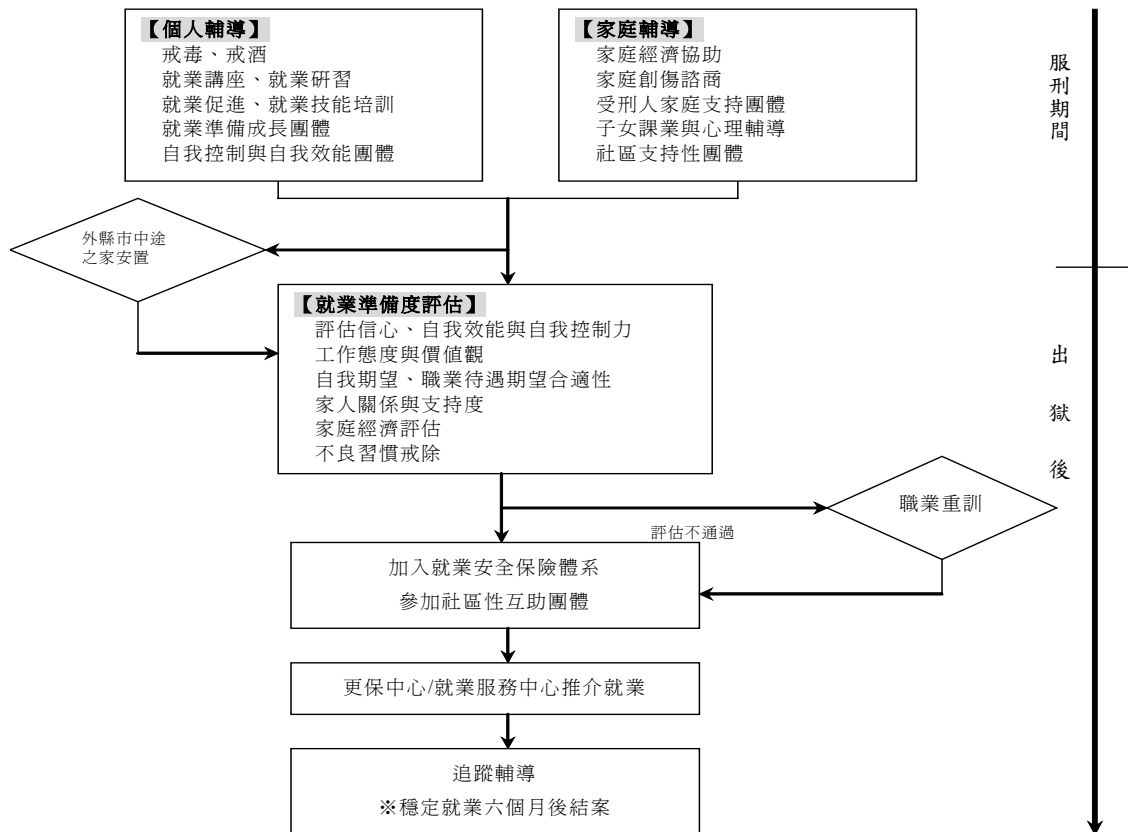 【個人輔導】
戒毒、戒酒
就業講座、就業研習
就業促進、就業技能培訓
就業準備成長團體
自我控制與自我效能團體
【家庭輔導】
家庭經濟協助
家庭創傷諮商
受刑人家庭支持團體
子女課業與心理輔導
社區支持性團體
服刑期間
外縣市中途
之家安置
【就業準備度評估】
評估信心、自我效能與自我控制力
工作態度與價值觀
自我期望、職業待遇期望合適性
家人關係與支持度
家庭經濟評估
不良習慣戒除
出獄後
職業重訓
評估不通過
加入就業安全保險體系
參加社區性互助團體
更保中心/就業服務中心推介就業
追蹤輔導
※穩定就業六個月後結案